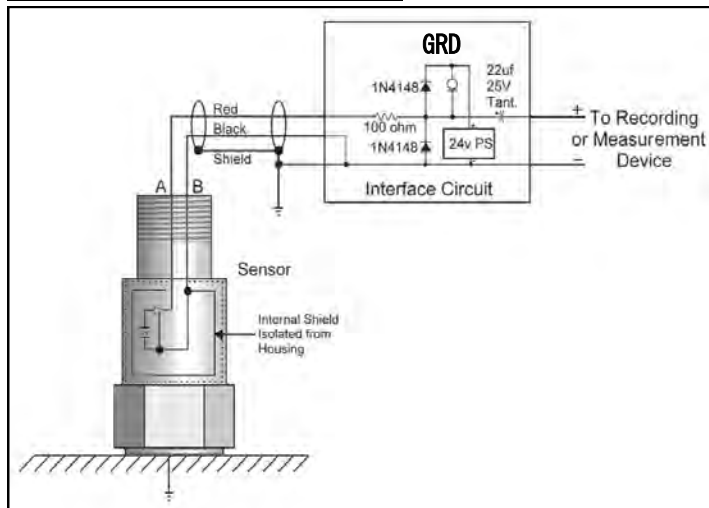 GRD
1N4148
22uf
25V
Tant.
Red
Black
Shield
100 ohm
1N4148
24v PS
+
To Recording
or Measurement
Device
–
Interface Circuit
A B
Sensor
Internal Shield
Isolated from
Housing